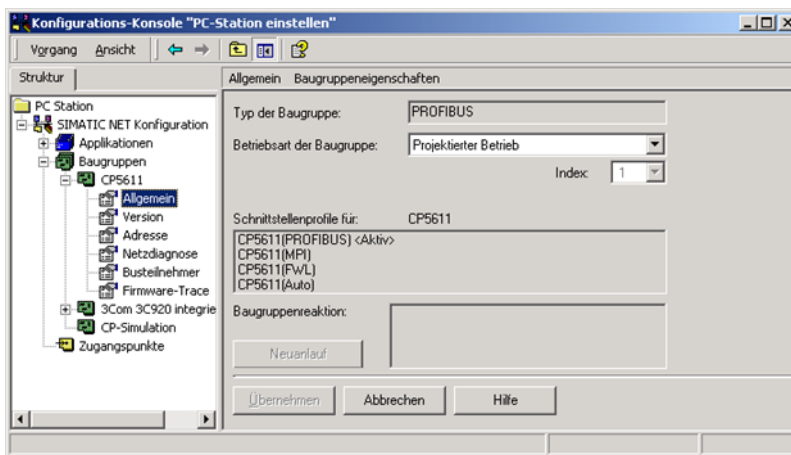 Konfigurations-Konsole "PC-Station einstellen"
Vorgang Ansicht
Struktur
Allgemein Baugruppeneigenschaften
PC Station
SIMATIC NET Konfiguration
Applikationen
Baugruppen
CP5611
Allgemein
Version
Adresse
Netzdiagnose
Busteilnehmer
Firmware-Trace
3Com 3C920 integrie
CP-Simulation
Zugangspunkte
Typ der Baugruppe: PROFIBUS
Betriebsart der Baugruppe: Projektierter Betrieb
Index: 1
Schnittstellenprofile für: CP5611
CP5611(PROFIBUS) <Aktiv>
CP5611(MPI)
CP5611(FWL)
CP5611(Auto)
Baugruppenreaktion:
Neuanlauf
Übernehmen Abbrechen Hilfe